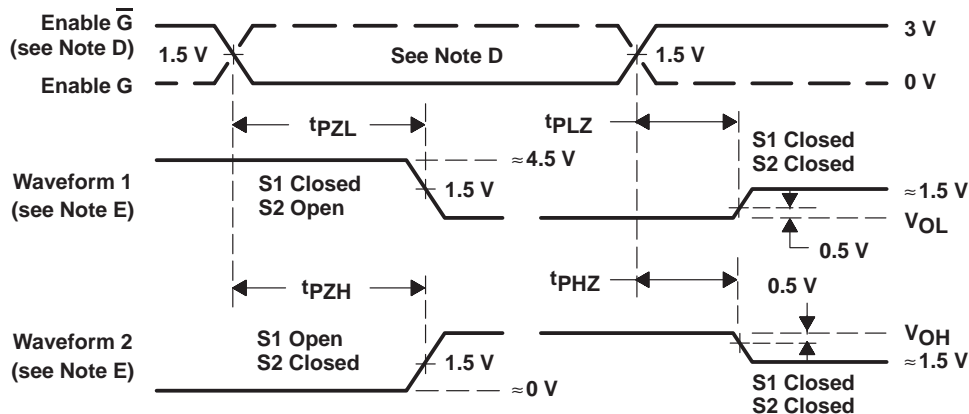 Enable G̅
(see Note D)
3 V
1.5 V
See Note D
1.5 V
Enable G
0 V
tPZL
tPLZ
S1 Closed
S2 Closed
≈4.5 V
Waveform 1
(see Note E)
S1 Closed
S2 Open
1.5 V
≈1.5 V
VOL
0.5 V
tPZH
tPHZ
0.5 V
Waveform 2
(see Note E)
S1 Open
S2 Closed
1.5 V
VOH
≈1.5 V
≈0 V
S1 Closed
S2 Closed